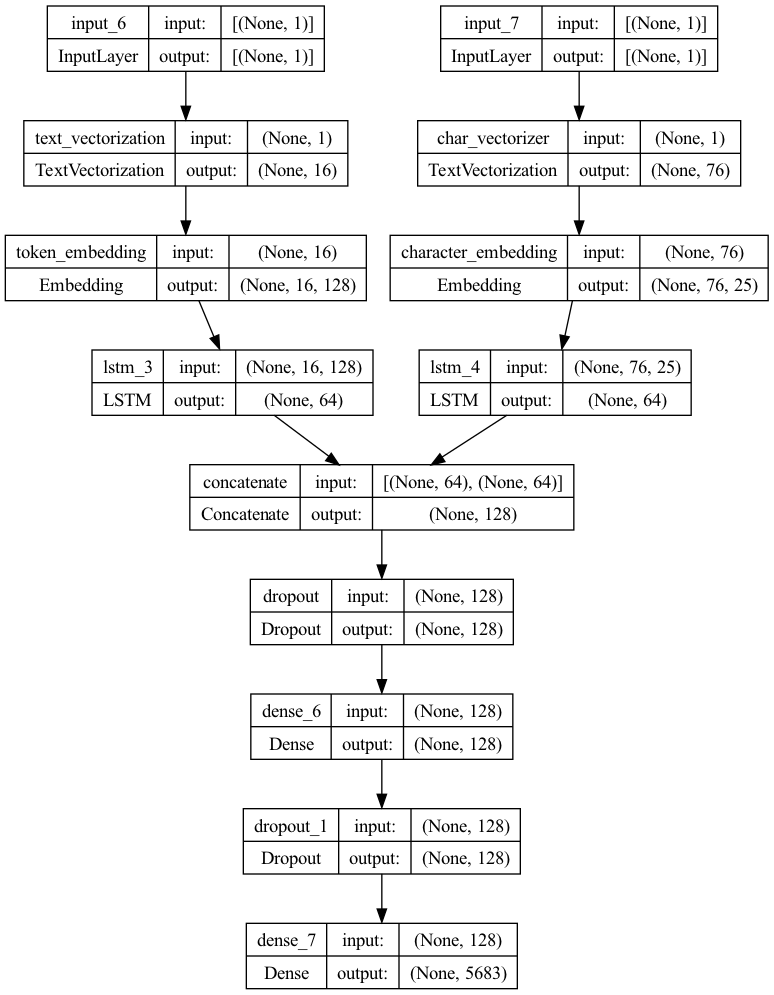 input_6 input: [(None, 1)]
InputLayer output: [(None, 1)]
input_7 input: [(None, 1)]
InputLayer output: [(None, 1)]
text_vectorization input: (None, 1)
TextVectorization output: (None, 16)
char_vectorizer input: (None, 1)
TextVectorization output: (None, 76)
token_embedding input: (None, 16)
Embedding output: (None, 16, 128)
character_embedding input: (None, 76)
Embedding output: (None, 76, 25)
lstm_3 input: (None, 16, 128)
LSTM output: (None, 64)
lstm_4 input: (None, 76, 25)
LSTM output: (None, 64)
concatenate input: [(None, 64), (None, 64)]
Concatenate output: (None, 128)
dropout input: (None, 128)
Dropout output: (None, 128)
dense_6 input: (None, 128)
Dense output: (None, 128)
dropout_1 input: (None, 128)
Dropout output: (None, 128)
dense_7 input: (None, 128)
Dense output: (None, 5683)